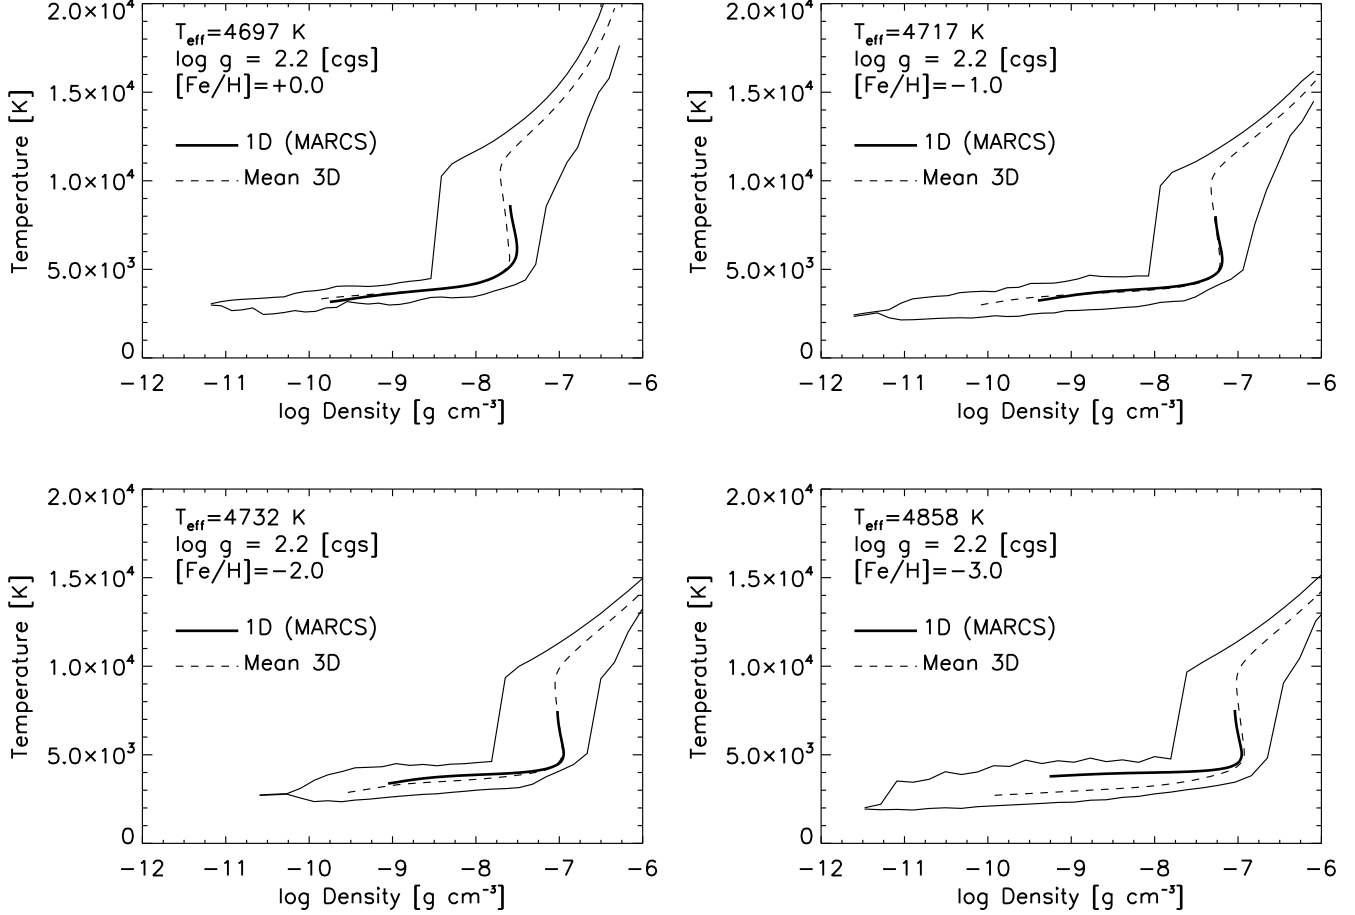 2.0×10⁴
1.5×10⁴
1.0×10⁴
5.0×10³
0
Temperature [K]
T_eff=4697 K
log g = 2.2 [cgs]
[Fe/H]=+0.0
1D (MARCS)
Mean 3D
−12 −11 −10 −9 −8 −7 −6
log Density [g cm⁻³]
2.0×10⁴
1.5×10⁴
1.0×10⁴
5.0×10³
0
Temperature [K]
T_eff=4717 K
log g = 2.2 [cgs]
[Fe/H]=−1.0
1D (MARCS)
Mean 3D
−12 −11 −10 −9 −8 −7 −6
log Density [g cm⁻³]
2.0×10⁴
1.5×10⁴
1.0×10⁴
5.0×10³
0
Temperature [K]
T_eff=4732 K
log g = 2.2 [cgs]
[Fe/H]=−2.0
1D (MARCS)
Mean 3D
−12 −11 −10 −9 −8 −7 −6
log Density [g cm⁻³]
2.0×10⁴
1.5×10⁴
1.0×10⁴
5.0×10³
0
Temperature [K]
T_eff=4858 K
log g = 2.2 [cgs]
[Fe/H]=−3.0
1D (MARCS)
Mean 3D
−12 −11 −10 −9 −8 −7 −6
log Density [g cm⁻³]